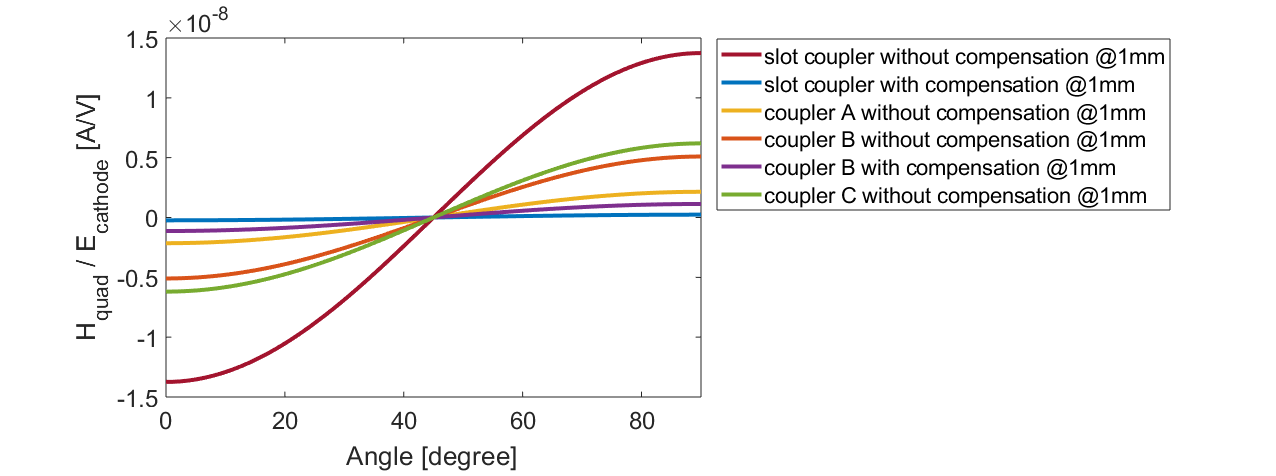 ×10-8
1.5
1
0.5
0
-0.5
-1
-1.5
Hquad / Ecathode [A/V]
0 20 40 60 80
Angle [degree]
slot coupler without compensation @1mm
slot coupler with compensation @1mm
coupler A without compensation @1mm
coupler B without compensation @1mm
coupler B with compensation @1mm
coupler C without compensation @1mm